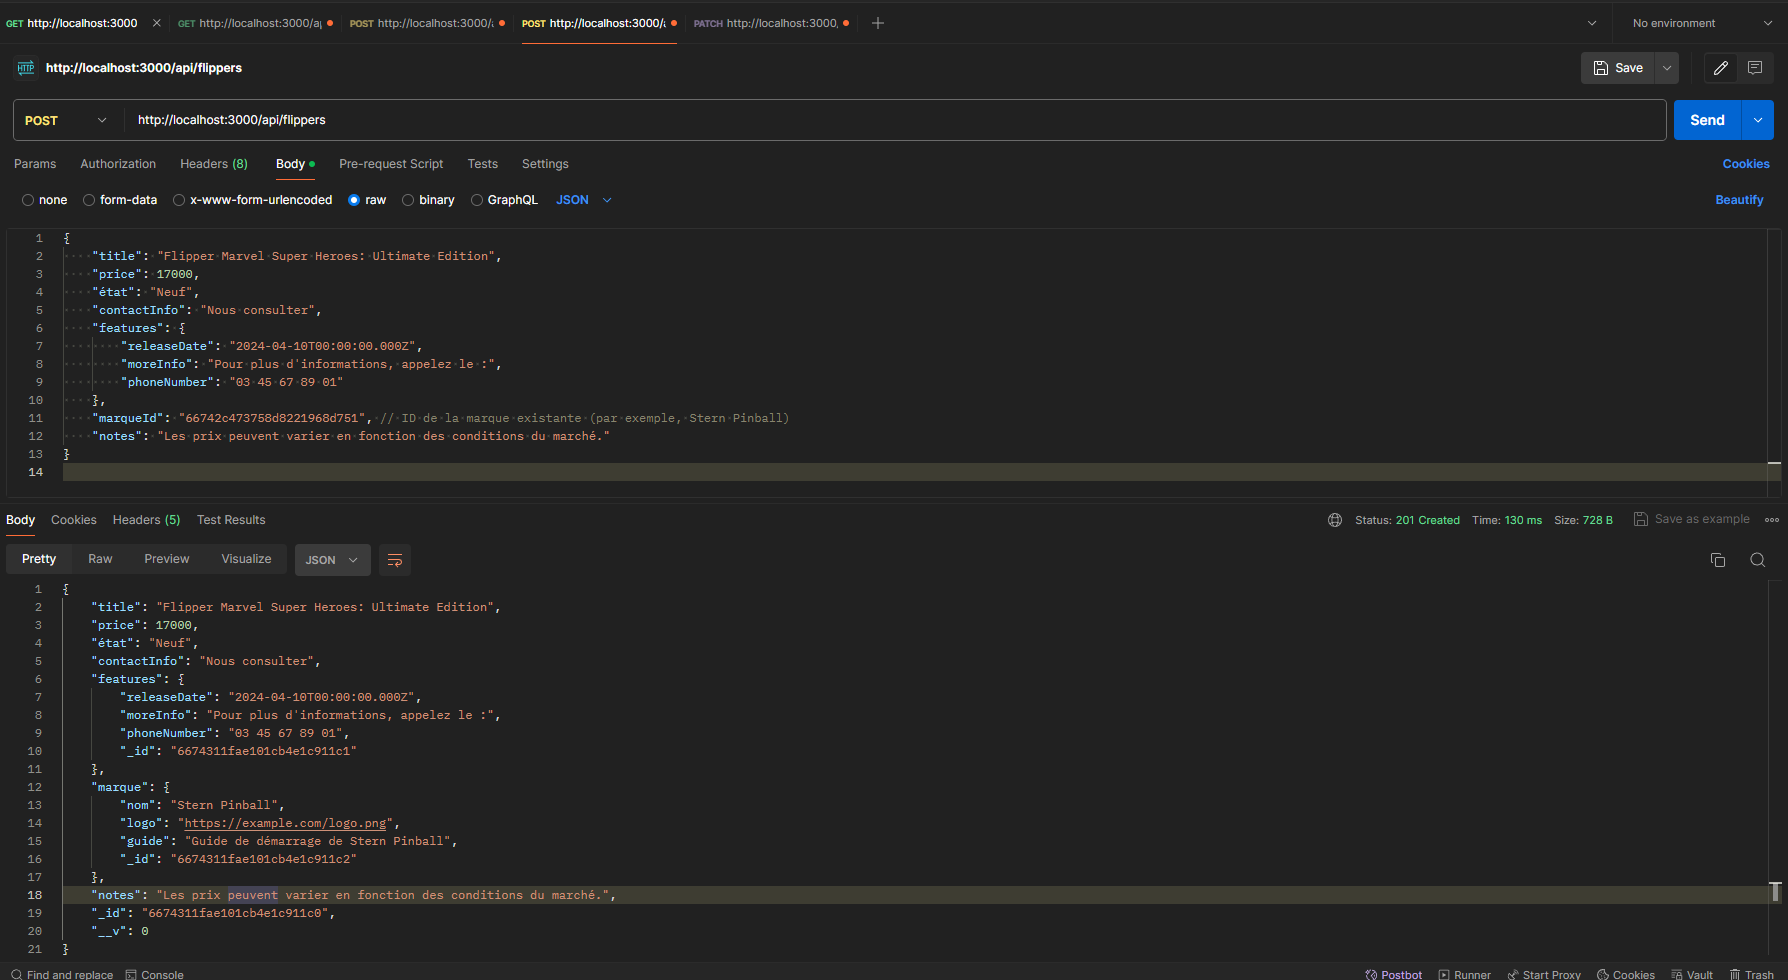 GET http://localhost:3000 GET http://localhost:3000/a POST http://localhost:3000/a POST http://localhost:3000/a PATCH http://localhost:3000, No environment
HTTP http://localhost:3000/api/flippers Save
POST http://localhost:3000/api/flippers Send
Params Authorization Headers (8) Body Pre-request Script Tests Settings Cookies
none form-data x-www-form-urlencoded raw binary GraphQL JSON Beautify
1 {
2 "title": "Flipper Marvel Super Heroes: Ultimate Edition",
3 "price": 17000,
4 "état": "Neuf",
5 "contactInfo": "Nous consulter",
6 "features": {
7 "releaseDate": "2024-04-10T00:00:00.000Z",
8 "moreInfo": "Pour plus d'informations, appelez le :",
9 "phoneNumber": "03 45 67 89 01"
10 },
11 "marqueId": "66742c473758d8221968d751", // ID de la marque existante (par exemple, Stern Pinball)
12 "notes": "Les prix peuvent varier en fonction des conditions du marché."
13 }
14
Body Cookies Headers (5) Test Results Status: 201 Created Time: 130 ms Size: 728 B Save as example
Pretty Raw Preview Visualize JSON
1 {
2 "title": "Flipper Marvel Super Heroes: Ultimate Edition",
3 "price": 17000,
4 "état": "Neuf",
5 "contactInfo": "Nous consulter",
6 "features": {
7 "releaseDate": "2024-04-10T00:00:00.000Z",
8 "moreInfo": "Pour plus d'informations, appelez le :",
9 "phoneNumber": "03 45 67 89 01",
10 "_id": "6674311fae101cb4e1c911c1"
11 },
12 "marque": {
13 "nom": "Stern Pinball",
14 "logo": "https://example.com/logo.png",
15 "guide": "Guide de démarrage de Stern Pinball",
16 "_id": "6674311fae101cb4e1c911c2"
17 },
18 "notes": "Les prix peuvent varier en fonction des conditions du marché.",
19 "_id": "6674311fae101cb4e1c911c0",
20 "__v": 0
21 }
Find and replace Console Postbot Runner Start Proxy Cookies Vault Trash